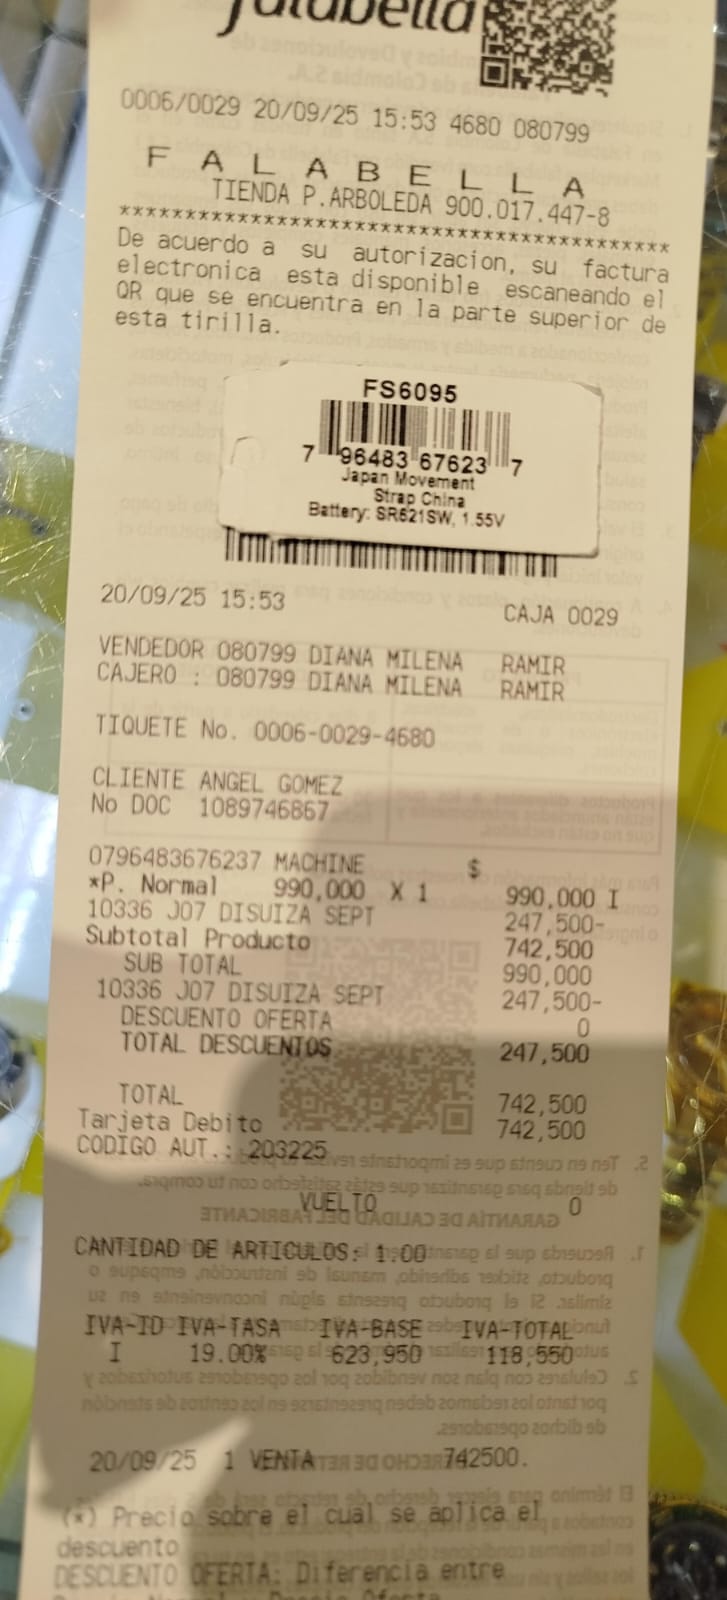 falabella
0006/0029 20/09/25 15:53 4680 080799
F A L A B E L L A
TIENDA P.ARBOLEDA 900.017.447-8
******************************************
De acuerdo a su autorizacion, su factura
electronica esta disponible escaneando el
QR que se encuentra en la parte superior de
esta tirilla.
FS6095
7 96483 67623 7
Japan Movement
Strap China
Battery: SR621SW, 1.55V
20/09/25 15:53 CAJA 0029
VENDEDOR 080799 DIANA MILENA RAMIR
CAJERO : 080799 DIANA MILENA RAMIR
TIQUETE No. 0006-0029-4680
CLIENTE ANGEL GOMEZ
No DOC 1089746867
0796483676237 MACHINE $
*P. Normal 990,000 X 1 990,000 I
10336 J07 DISUIZA SEPT 247,500-
Subtotal Producto 742,500
SUB TOTAL 990,000
10336 J07 DISUIZA SEPT 247,500-
DESCUENTO OFERTA 0
TOTAL DESCUENTOS 247,500
TOTAL 742,500
Tarjeta Debito 742,500
CODIGO AUT.: 203225
VUELTO 0
CANTIDAD DE ARTICULOS: 1.00
IVA-ID IVA-TASA IVA-BASE IVA-TOTAL
I 19.00% 623,950 118,550
20/09/25 1 VENTA 742500.
(*) Precio sobre el cual se aplica el
descuento
DESCUENTO OFERTA: Diferencia entre